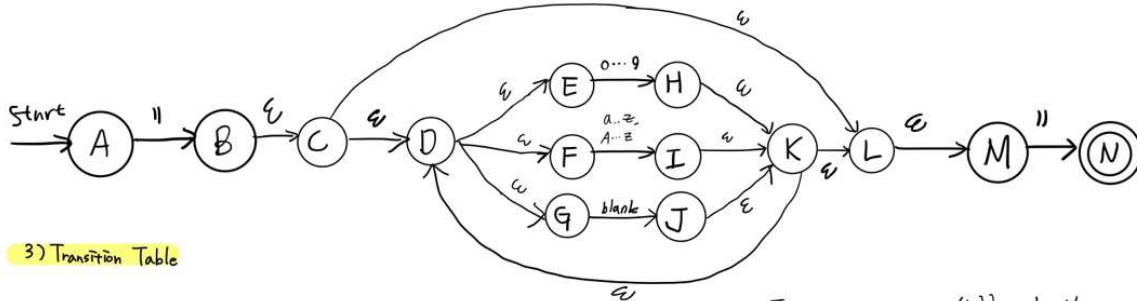 ε
0...9
E H
ε ε
Start " ε ε a..z, ε " 
A B C D ε A...Z ε K ε L M N
F I
ε blank ε
G J
3) Transition Table
ε